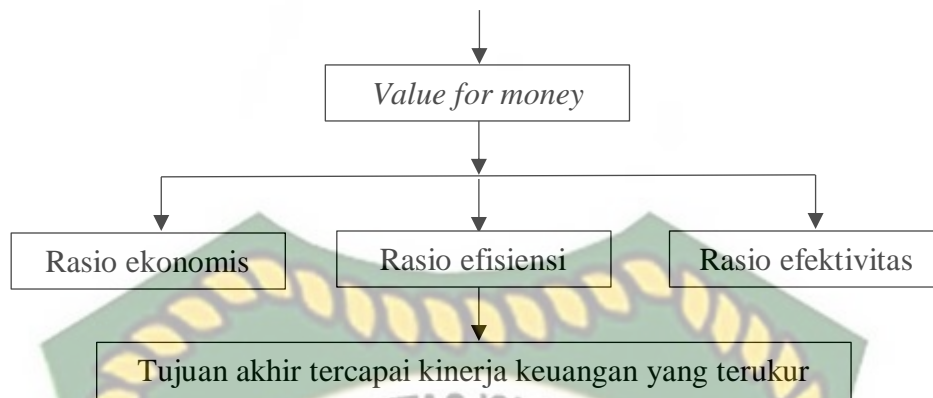 Value for money
Rasio ekonomis
Rasio efisiensi
Rasio efektivitas
Tujuan akhir tercapai kinerja keuangan yang terukur